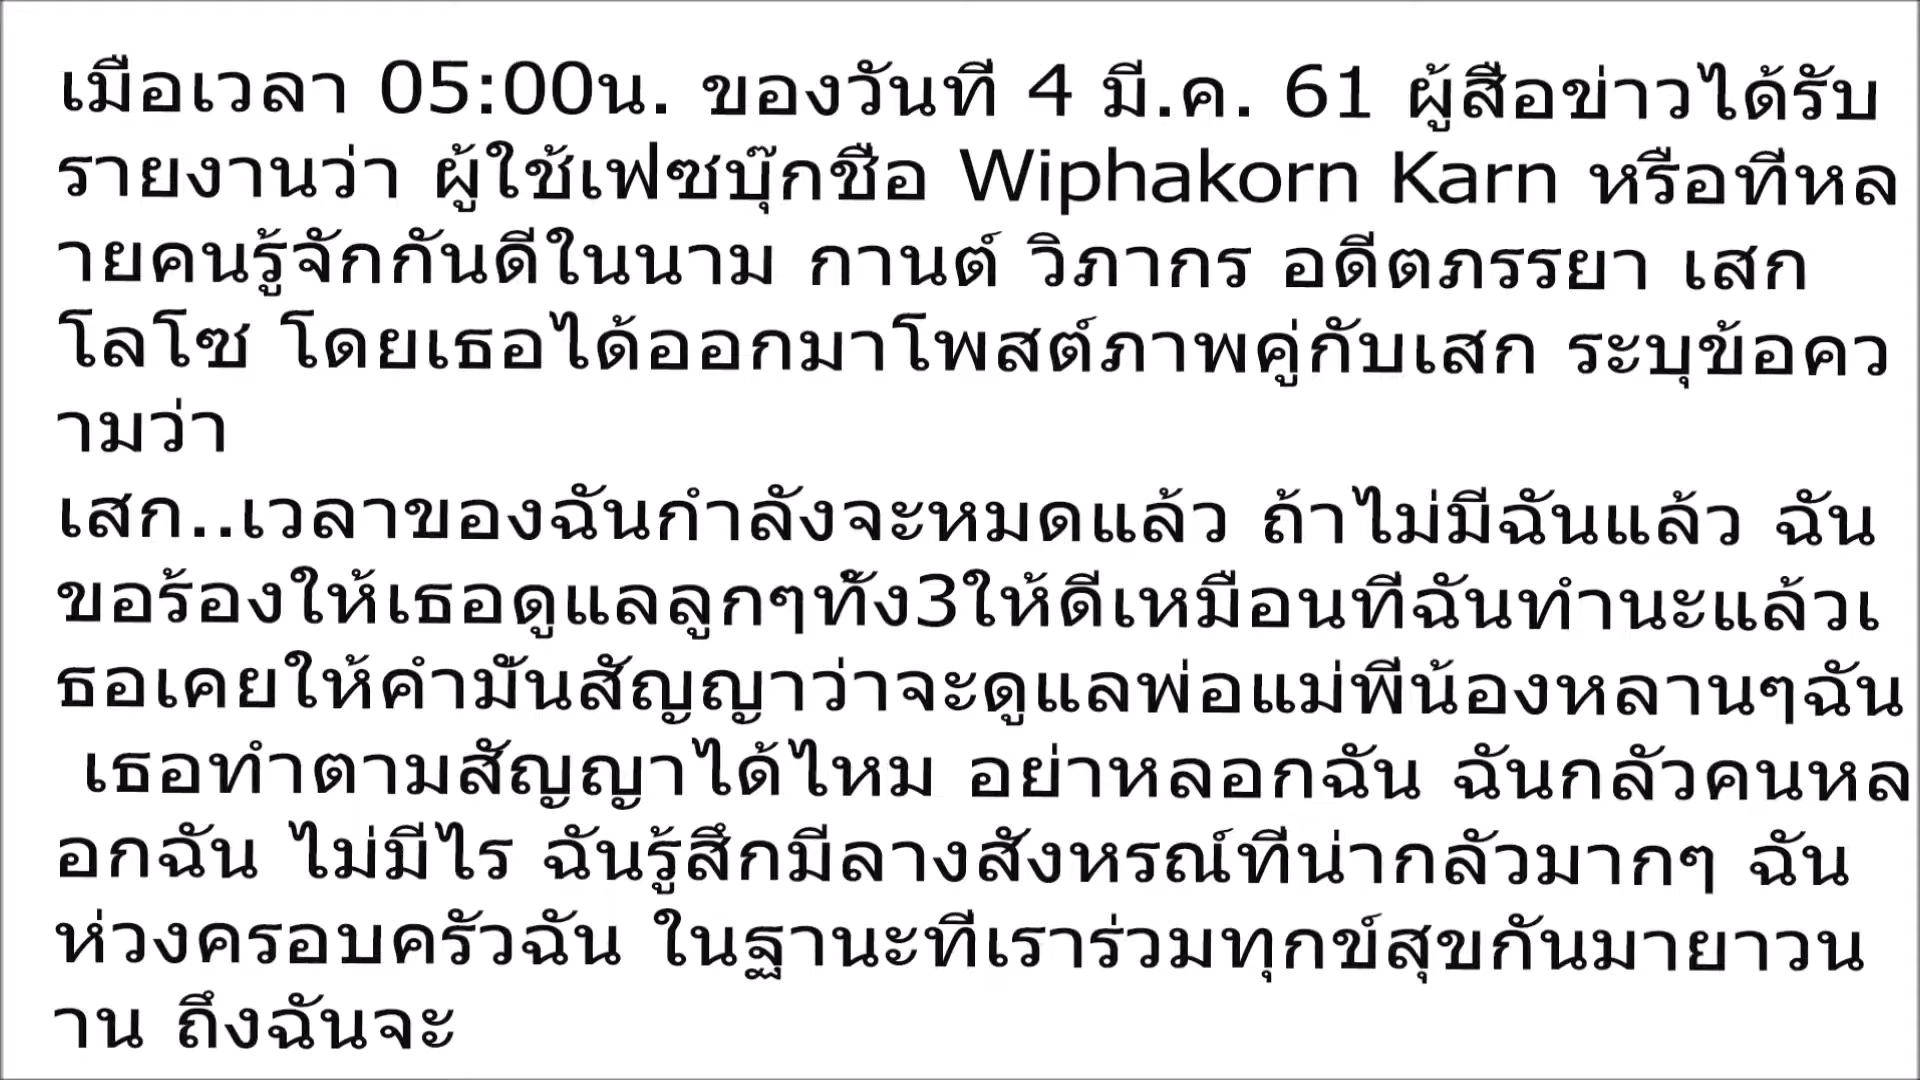 เมื่อเวลา 05:00น. ของวันที่ 4 มี.ค. 61 ผู้สื่อข่าวได้รับ
รายงานว่า ผู้ใช้เฟซบุ๊กชื่อ Wiphakorn Karn หรือที่หล
ายคนรู้จักกันดีในนาม กานต์ วิภากร อดีตภรรยา เสก
โลโซ โดยเธอได้ออกมาโพสต์ภาพคู่กับเสก ระบุข้อคว
ามว่า
เสก..เวลาของฉันกำลังจะหมดแล้ว ถ้าไม่มีฉันแล้ว ฉัน
ขอร้องให้เธอดูแลลูกๆทั้ง3ให้ดีเหมือนที่ฉันทำนะแล้วเ
ธอเคยให้คำมั่นสัญญาว่าจะดูแลพ่อแม่พี่น้องหลานๆฉัน
เธอทำตามสัญญาได้ไหม อย่าหลอกฉัน ฉันกลัวคนหล
อกฉัน ไม่มีไร ฉันรู้สึกมีลางสังหรณ์ที่น่ากลัวมากๆ ฉัน
ห่วงครอบครัวฉัน ในฐานะที่เราร่วมทุกข์สุขกันมายาวน
าน ถึงฉันจะ